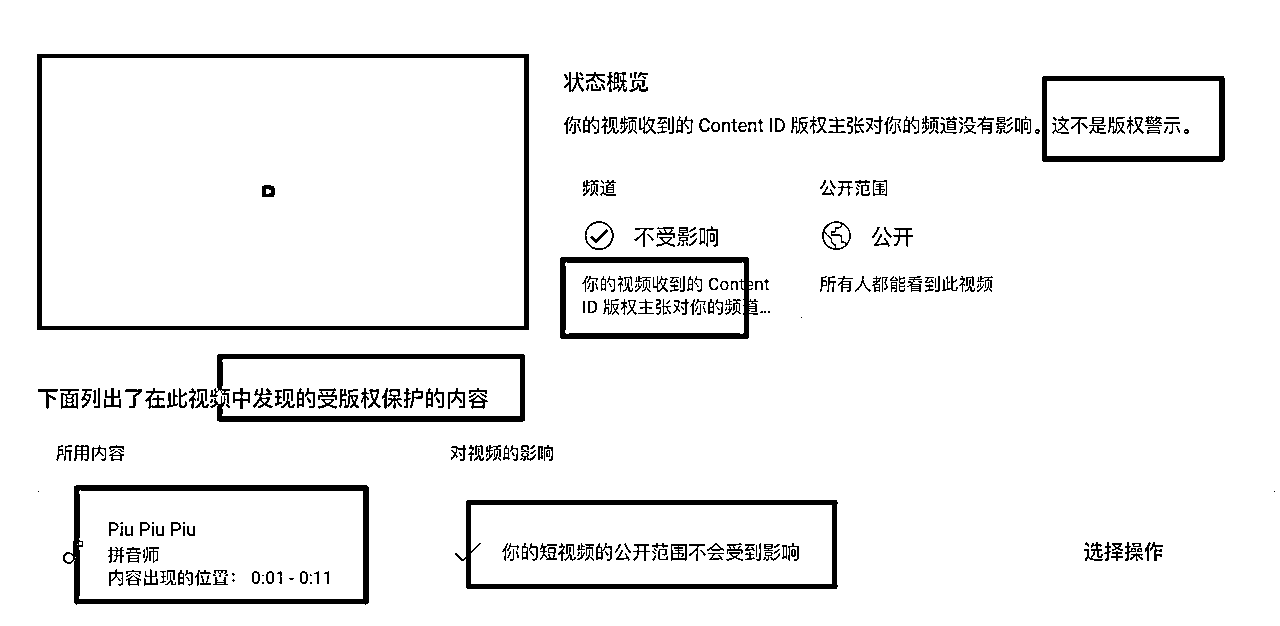 状态概览
你的视频收到的 Content ID 版权主张对你的频道没有影响。这不是版权警示。
频道
公开范围
不受影响
公开
你的视频收到的 Content
ID 版权主张对你的频道...
所有人都能看到此视频
下面列出了在此视频中发现的受版权保护的内容
所用内容
对视频的影响
Piu Piu Piu
拼音师
内容出现的位置： 0:01 - 0:11
你的短视频的公开范围不会受到影响
选择操作